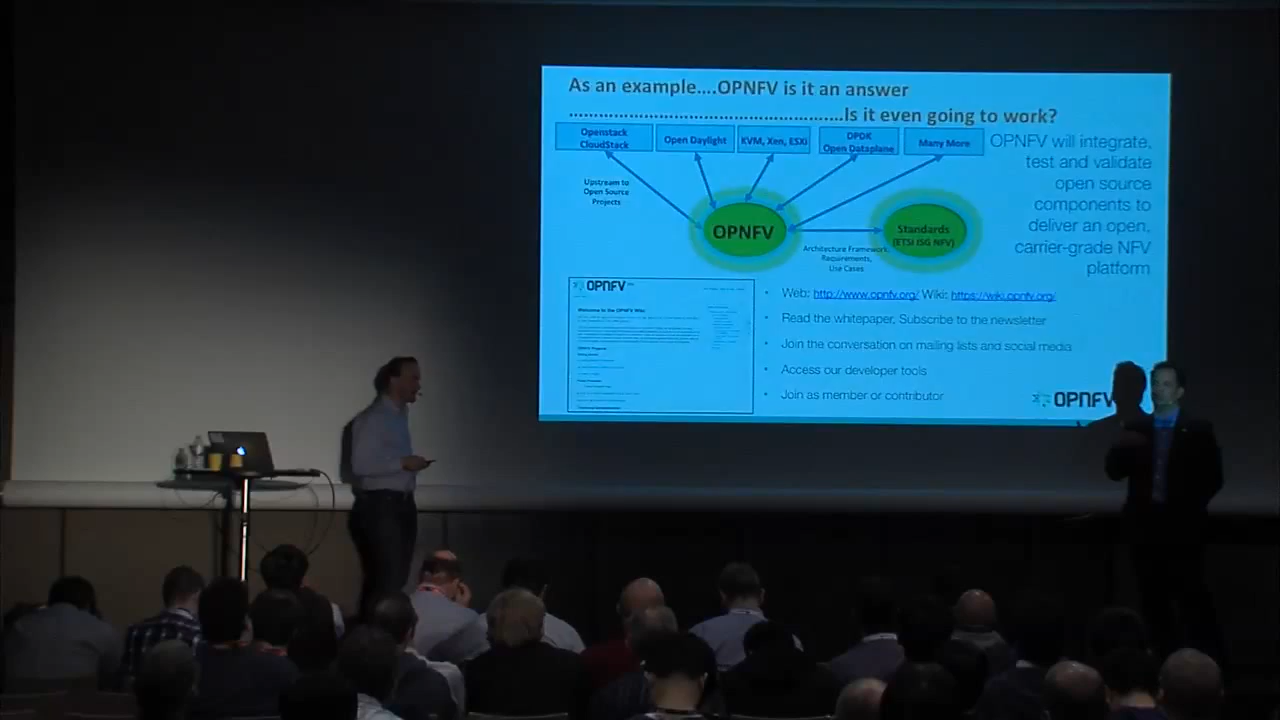 As an example....OPNFV is it an answer
......................................................Is it even going to work?
Openstack
CloudStack
Open Daylight
KVM, Xen, ESXi
DPDK
Open Dataplane
Many More
OPNFV will integrate,
test and validate
open source
components to
deliver an open,
carrier-grade NFV
platform
Upstream to
Open Source
Projects
OPNFV
Standards
(ETSI ISG NFV)
Architecture Framework,
Requirements,
Use Cases
OPNFV
Welcome to the OPNFV Wiki
• Web: http://www.opnfv.org/ Wiki: https://wiki.opnfv.org/
• Read the whitepaper, Subscribe to the newsletter
• Join the conversation on mailing lists and social media
• Access our developer tools
• Join as member or contributor
OPNFV